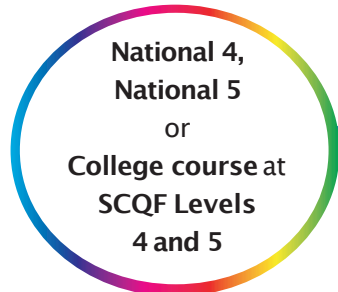 National 4,
National 5
or
College course at
SCQF Levels
4 and 5